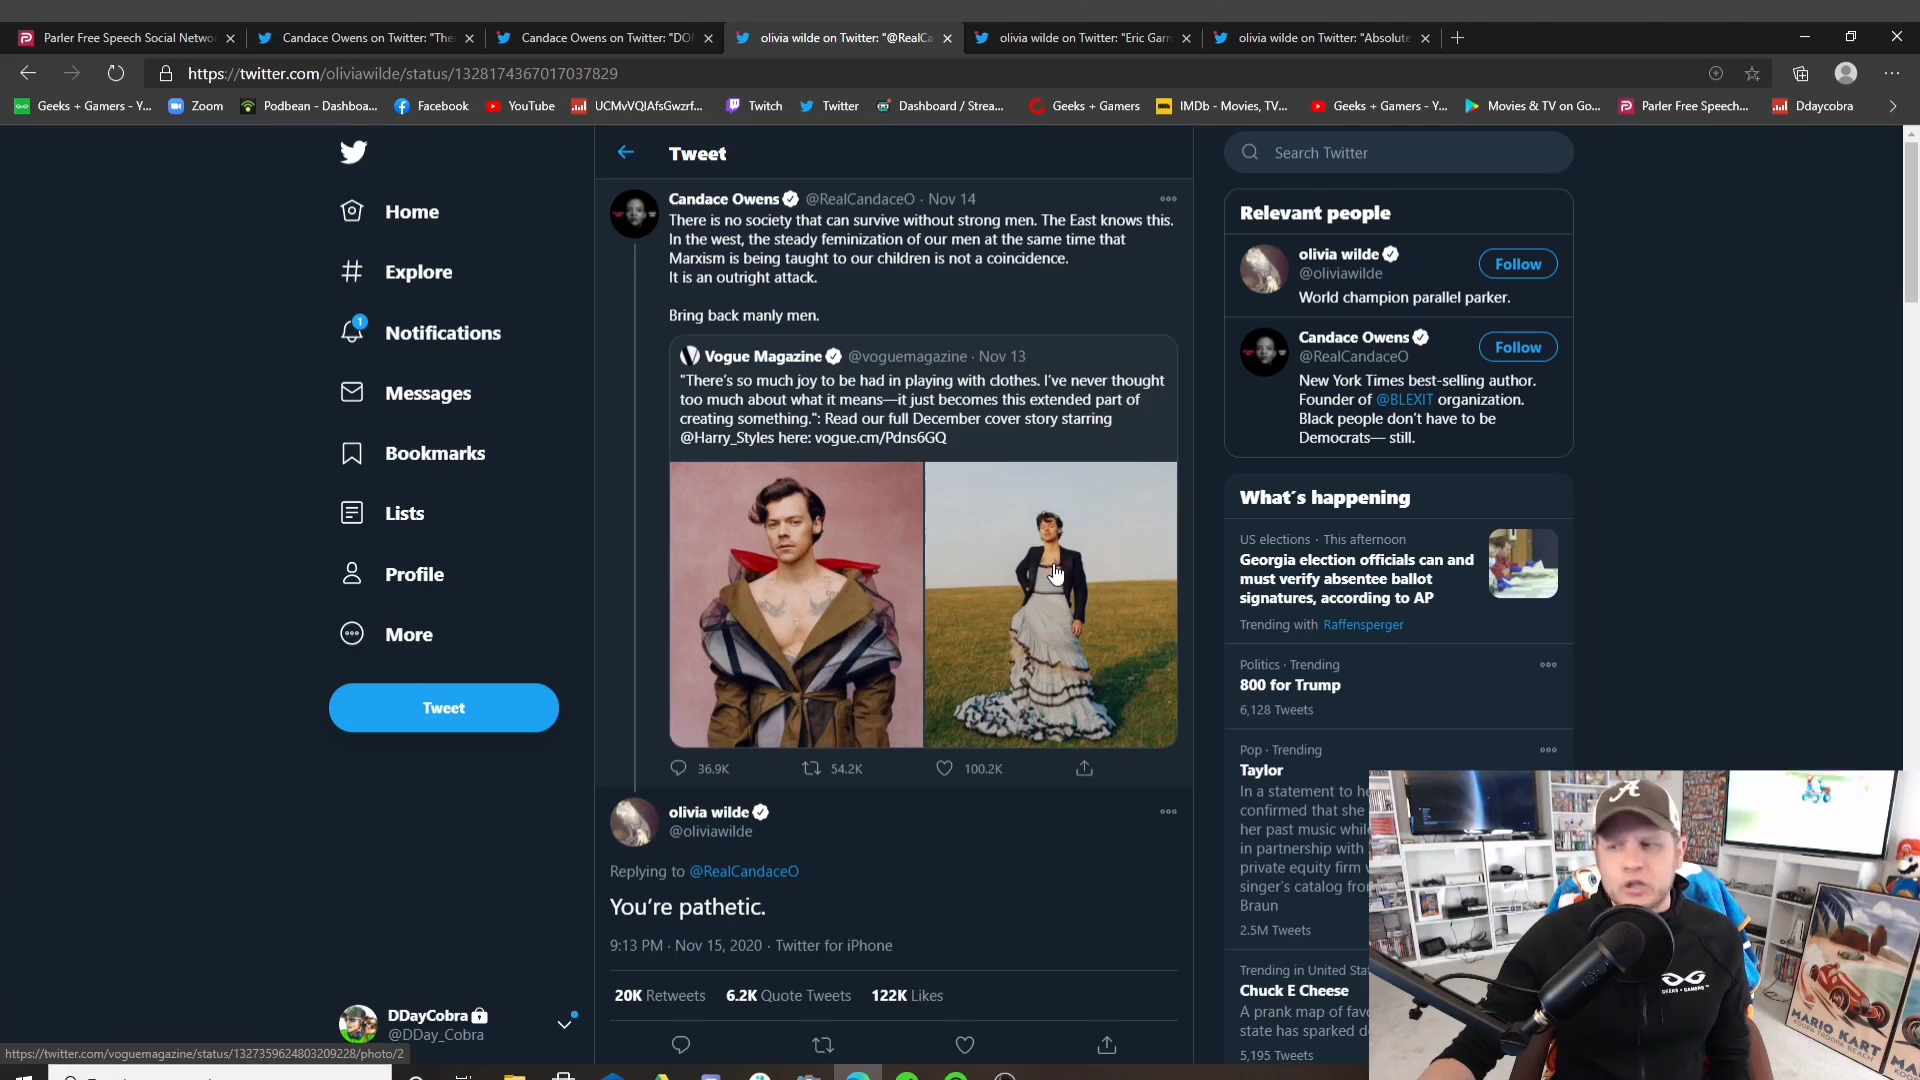 Parler Free Speech Social Netwo
Candace Owens on Twitter: "The
Candace Owens on Twitter: "DO
olivia wilde on Twitter: "@RealCa
olivia wilde on Twitter: "Eric Garn
olivia wilde on Twitter: "Absolute
https://twitter.com/oliviawilde/status/1328174367017037829
Geeks + Gamers - Y...
Zoom
Podbean - Dashboa...
Facebook
YouTube
UCMvVQIAfsGwzrf...
Twitch
Twitter
Dashboard / Strea...
Geeks + Gamers
IMDb - Movies, TV...
Geeks + Gamers - Y...
Movies & TV on Go...
Parler Free Speech...
Ddaycobra
Home
Explore
1
Notifications
Messages
Bookmarks
Lists
Profile
More
Tweet
DDayCobra
@DDay_Cobra
https://twitter.com/voguemagazine/status/1327359624803209228/photo/2
Tweet
Candace Owens @RealCandaceO · Nov 14
There is no society that can survive without strong men. The East knows this.
In the west, the steady feminization of our men at the same time that
Marxism is being taught to our children is not a coincidence.
It is an outright attack.
Bring back manly men.
Vogue Magazine @voguemagazine · Nov 13
"There's so much joy to be had in playing with clothes. I've never thought
too much about what it means—it just becomes this extended part of
creating something.": Read our full December cover story starring
@Harry_Styles here: vogue.cm/Pdns6GQ
36.9K 54.2K 100.2K
olivia wilde
@oliviawilde
Replying to @RealCandaceO
You're pathetic.
9:13 PM · Nov 15, 2020 · Twitter for iPhone
20K Retweets 6.2K Quote Tweets 122K Likes
Search Twitter
Relevant people
olivia wilde
@oliviawilde
Follow
World champion parallel parker.
Candace Owens
@RealCandaceO
Follow
New York Times best-selling author.
Founder of @BLEXIT organization.
Black people don't have to be
Democrats— still.
What's happening
US elections · This afternoon
Georgia election officials can and
must verify absentee ballot
signatures, according to AP
Trending with Raffensperger
Politics · Trending
800 for Trump
6,128 Tweets
Pop · Trending
Taylor
In a statement to he
confirmed that she
her past music whil
in partnership with
private equity firm
singer's catalog fro
Braun
2.5M Tweets
Trending in United Sta
Chuck E Cheese
A prank map of favo
state has sparked d
5,195 Tweets
A
GEEKS + GAMERS
MARIO KART
KOOPA TROOPA BEACH
MARIO KA